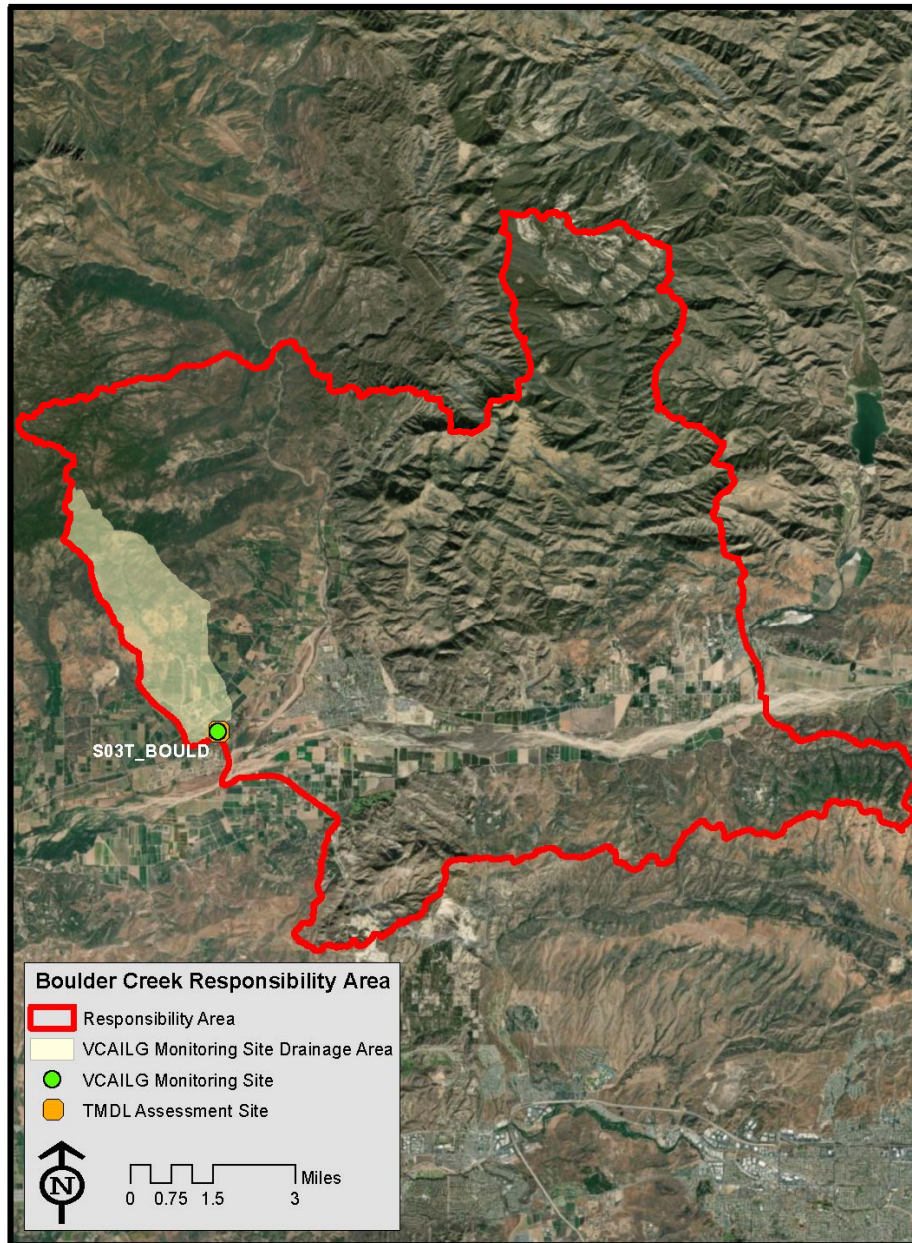 S03T_BOULD
Boulder Creek Responsibility Area
Responsibility Area
VCAILG Monitoring Site Drainage Area
VCAILG Monitoring Site
TMDL Assessment Site
N
Miles
0 0.75 1.5 3